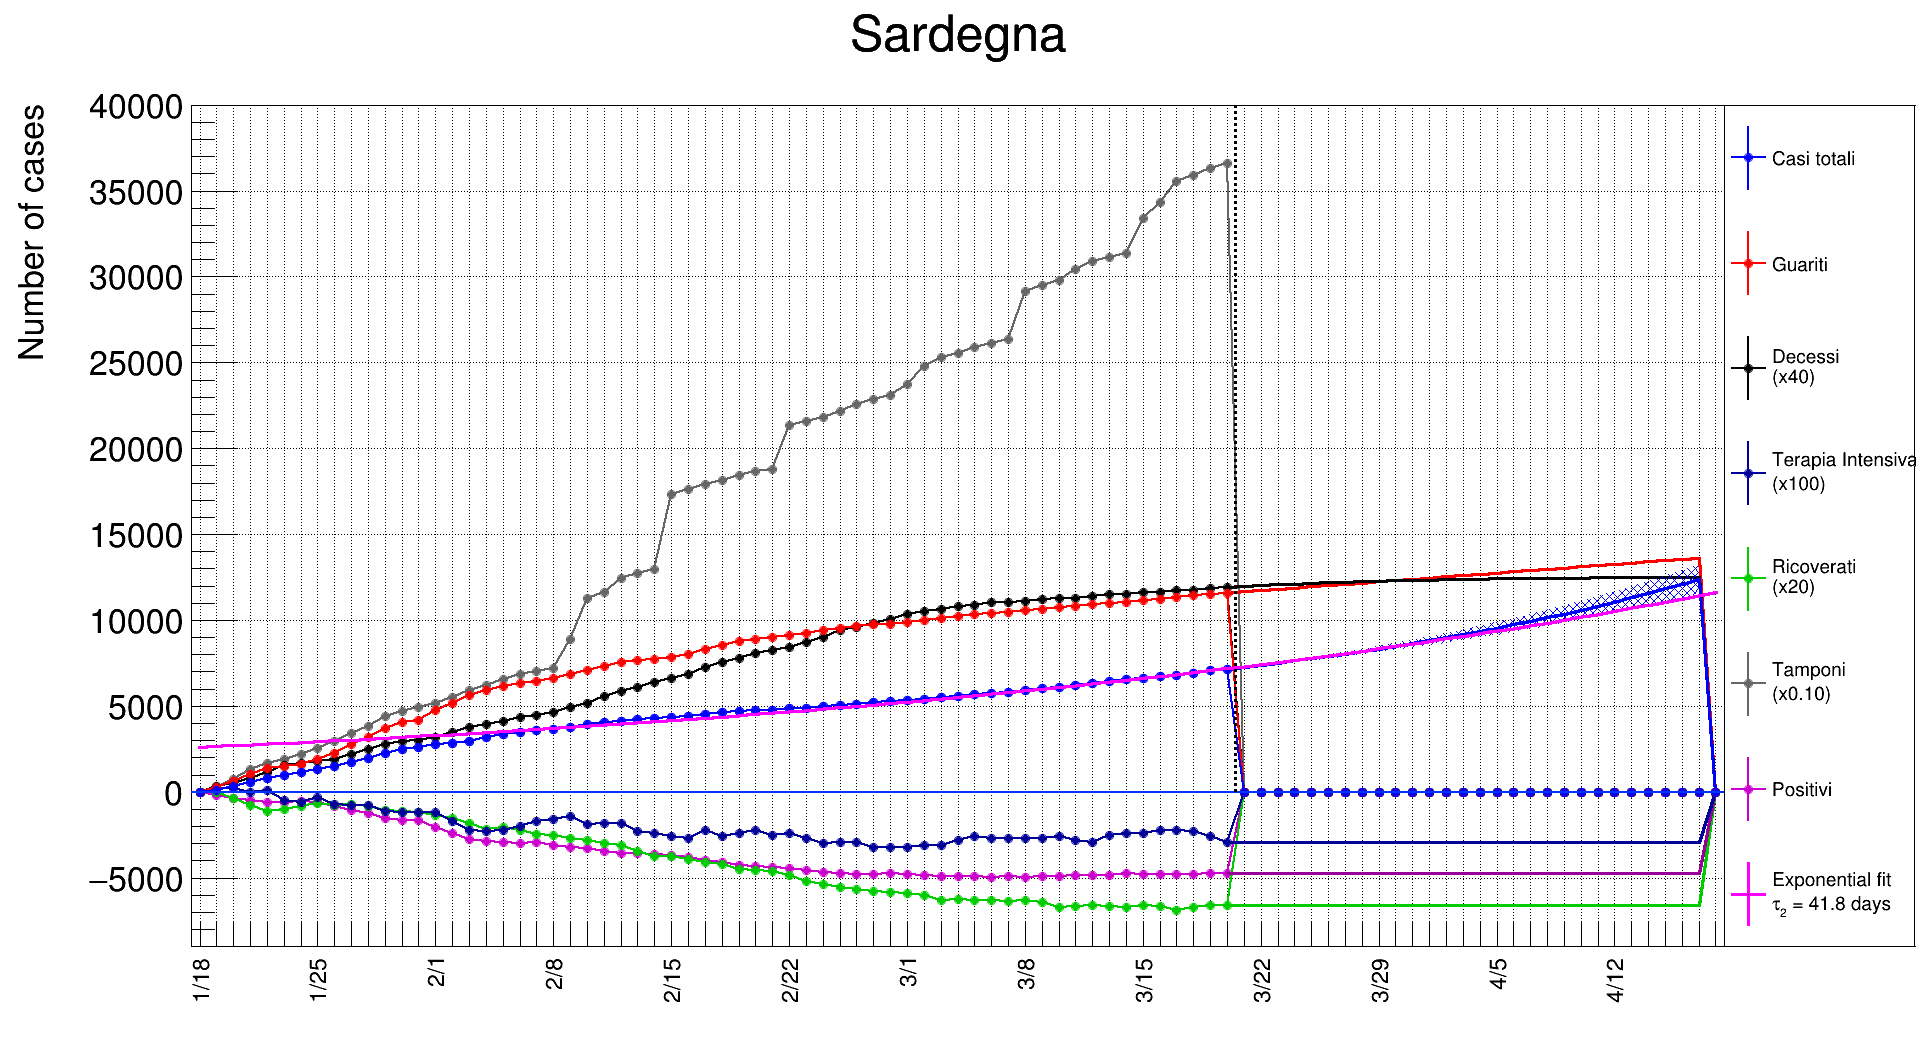 Sardegna
Number of cases
40000
35000
30000
25000
20000
15000
10000
5000
0
−5000
1/18
1/25
2/1
2/8
2/15
2/22
3/1
3/8
3/15
3/22
3/29
4/5
4/12
Casi totali
Guariti
Decessi
(x40)
Terapia Intensiva
(x100)
Ricoverati
(x20)
Tamponi
(x0.10)
Positivi
Exponential fit
τ₂ = 41.8 days